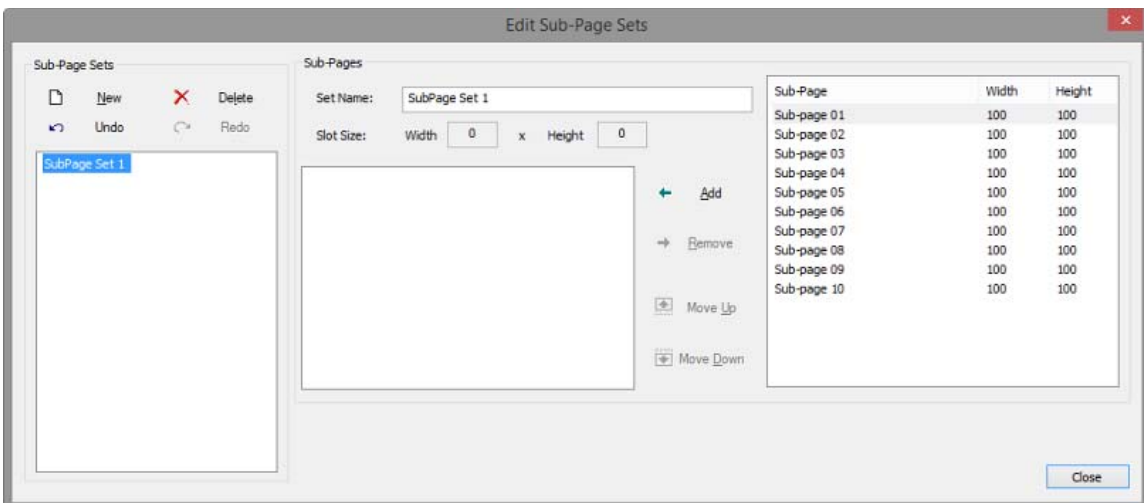 Edit Sub-Page Sets
Sub-Page Sets
New Delete
Undo Redo
SubPage Set 1
Sub-Pages
Set Name: SubPage Set 1
Slot Size: Width 0 x Height 0
Add
Remove
Move Up
Move Down
Sub-Page Width Height
Sub-page 01 100 100
Sub-page 02 100 100
Sub-page 03 100 100
Sub-page 04 100 100
Sub-page 05 100 100
Sub-page 06 100 100
Sub-page 07 100 100
Sub-page 08 100 100
Sub-page 09 100 100
Sub-page 10 100 100
Close